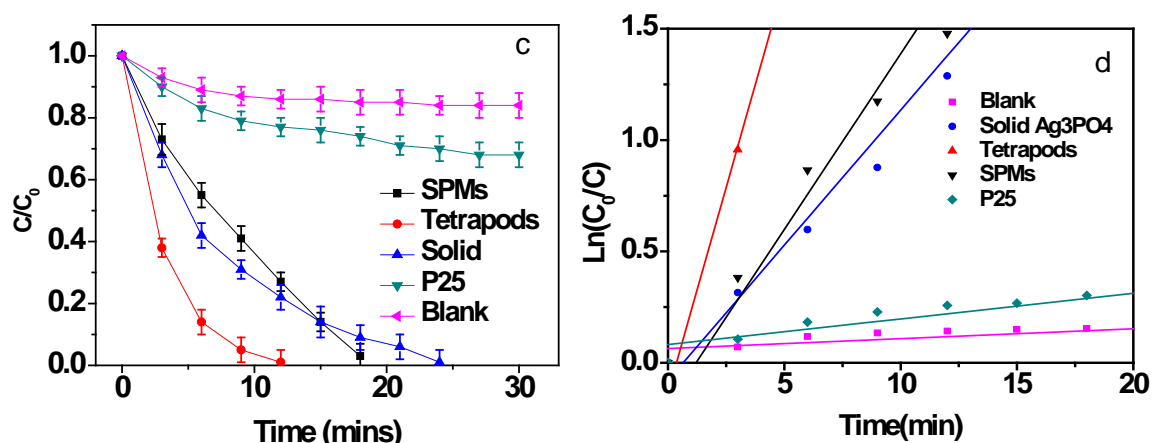 c
1.0
0.8
0.6
0.4
0.2
0.0
C/C₀
SPMs
Tetrapods
Solid
P25
Blank
0 10 20 30
Time (mins)
d
1.5
1.0
0.5
0.0
Ln(C₀/C)
Blank
Solid Ag3PO4
Tetrapods
SPMs
P25
0 5 10 15 20
Time(min)